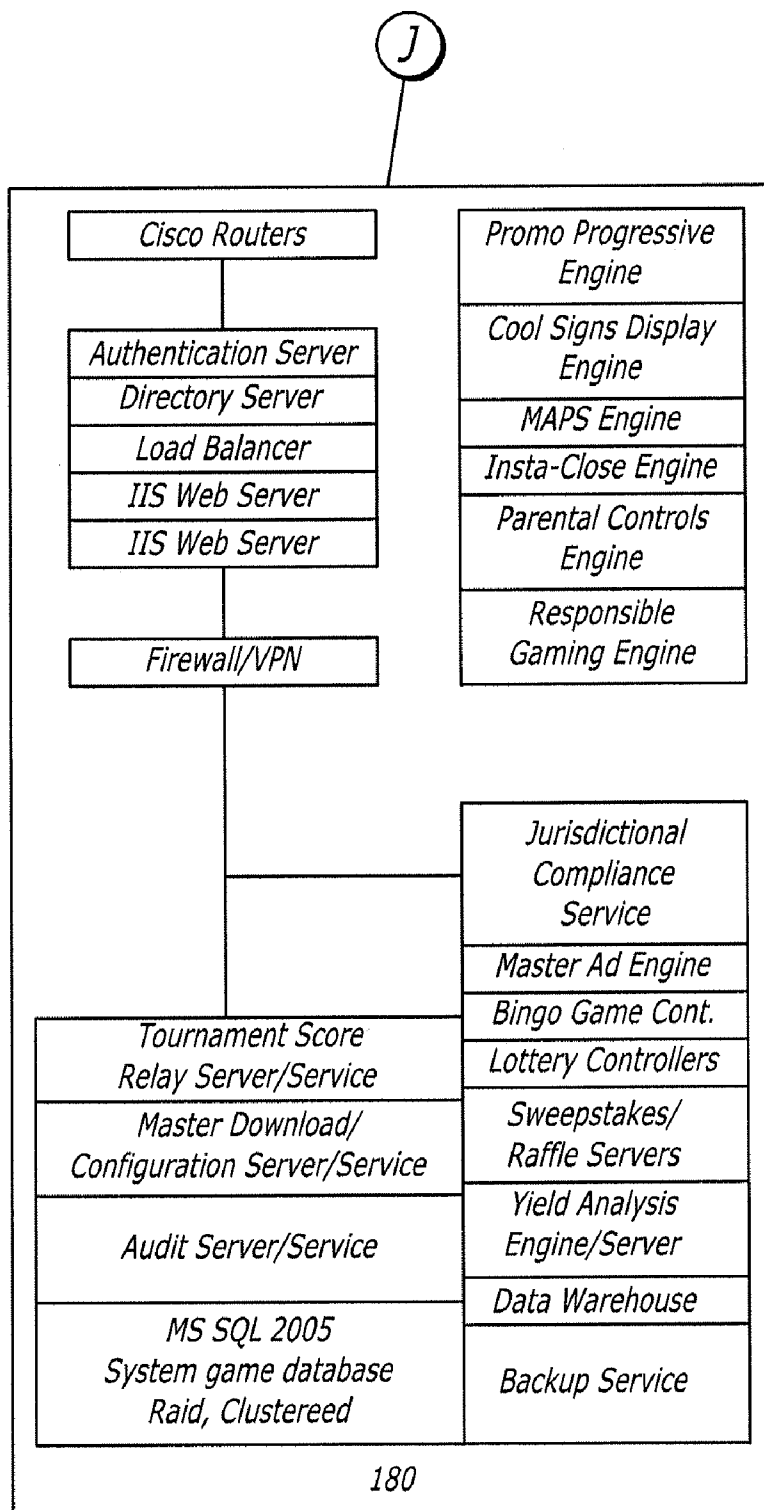 J
Cisco Routers
Authentication Server
Directory Server
Load Balancer
IIS Web Server
IIS Web Server
Firewall/VPN
Promo Progressive
Engine
Cool Signs Display
Engine
MAPS Engine
Insta-Close Engine
Parental Controls
Engine
Responsible
Gaming Engine
Tournament Score
Relay Server/Service
Master Download/
Configuration Server/Service
Audit Server/Service
MS SQL 2005
System game database
Raid, Clustereed
Jurisdictional
Compliance
Service
Master Ad Engine
Bingo Game Cont.
Lottery Controllers
Sweepstakes/
Raffle Servers
Yield Analysis
Engine/Server
Data Warehouse
Backup Service
180